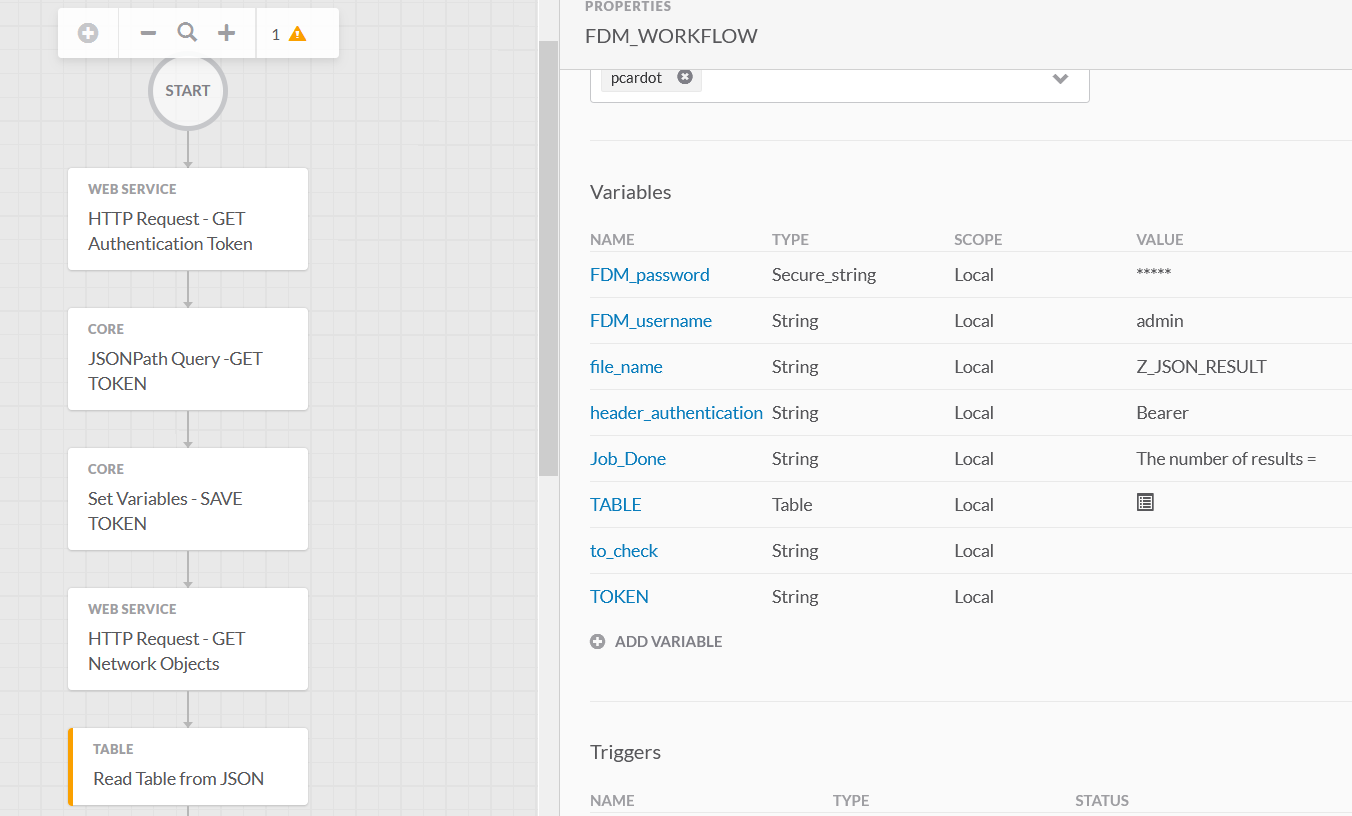 1
START
WEB SERVICE
HTTP Request - GET
Authentication Token
CORE
JSONPath Query -GET
TOKEN
CORE
Set Variables - SAVE
TOKEN
WEB SERVICE
HTTP Request - GET
Network Objects
TABLE
Read Table from JSON
PROPERTIES
FDM_WORKFLOW
pcardot
Variables
NAME TYPE SCOPE VALUE
FDM_password Secure_string Local *****
FDM_username String Local admin
file_name String Local Z_JSON_RESULT
header_authentication String Local Bearer
Job_Done String Local The number of results =
TABLE Table Local
to_check String Local
TOKEN String Local
ADD VARIABLE
Triggers
NAME TYPE STATUS